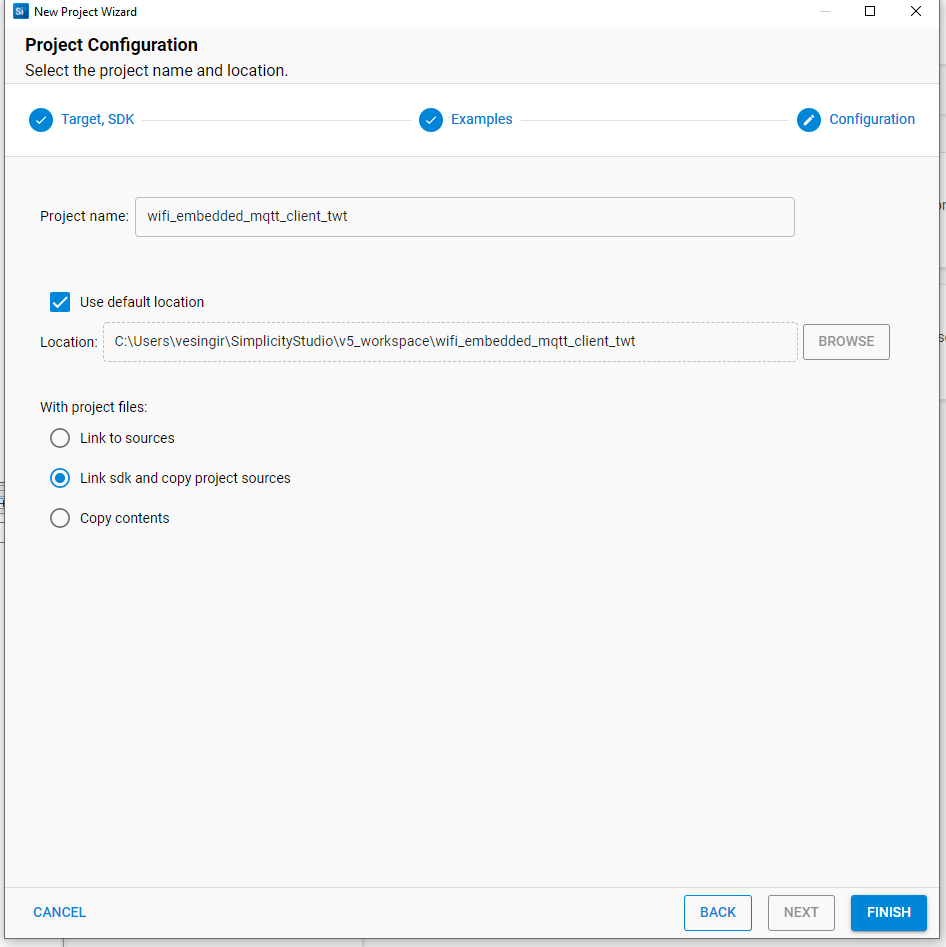 Si New Project Wizard
Project Configuration
Select the project name and location.
Target, SDK
Examples
Configuration
Project name: wifi_embedded_mqtt_client_twt
Use default location
Location: C:\Users\vesingir\SimplicityStudio\v5_workspace\wifi_embedded_mqtt_client_twt BROWSE
With project files:
Link to sources
Link sdk and copy project sources
Copy contents
CANCEL BACK NEXT FINISH